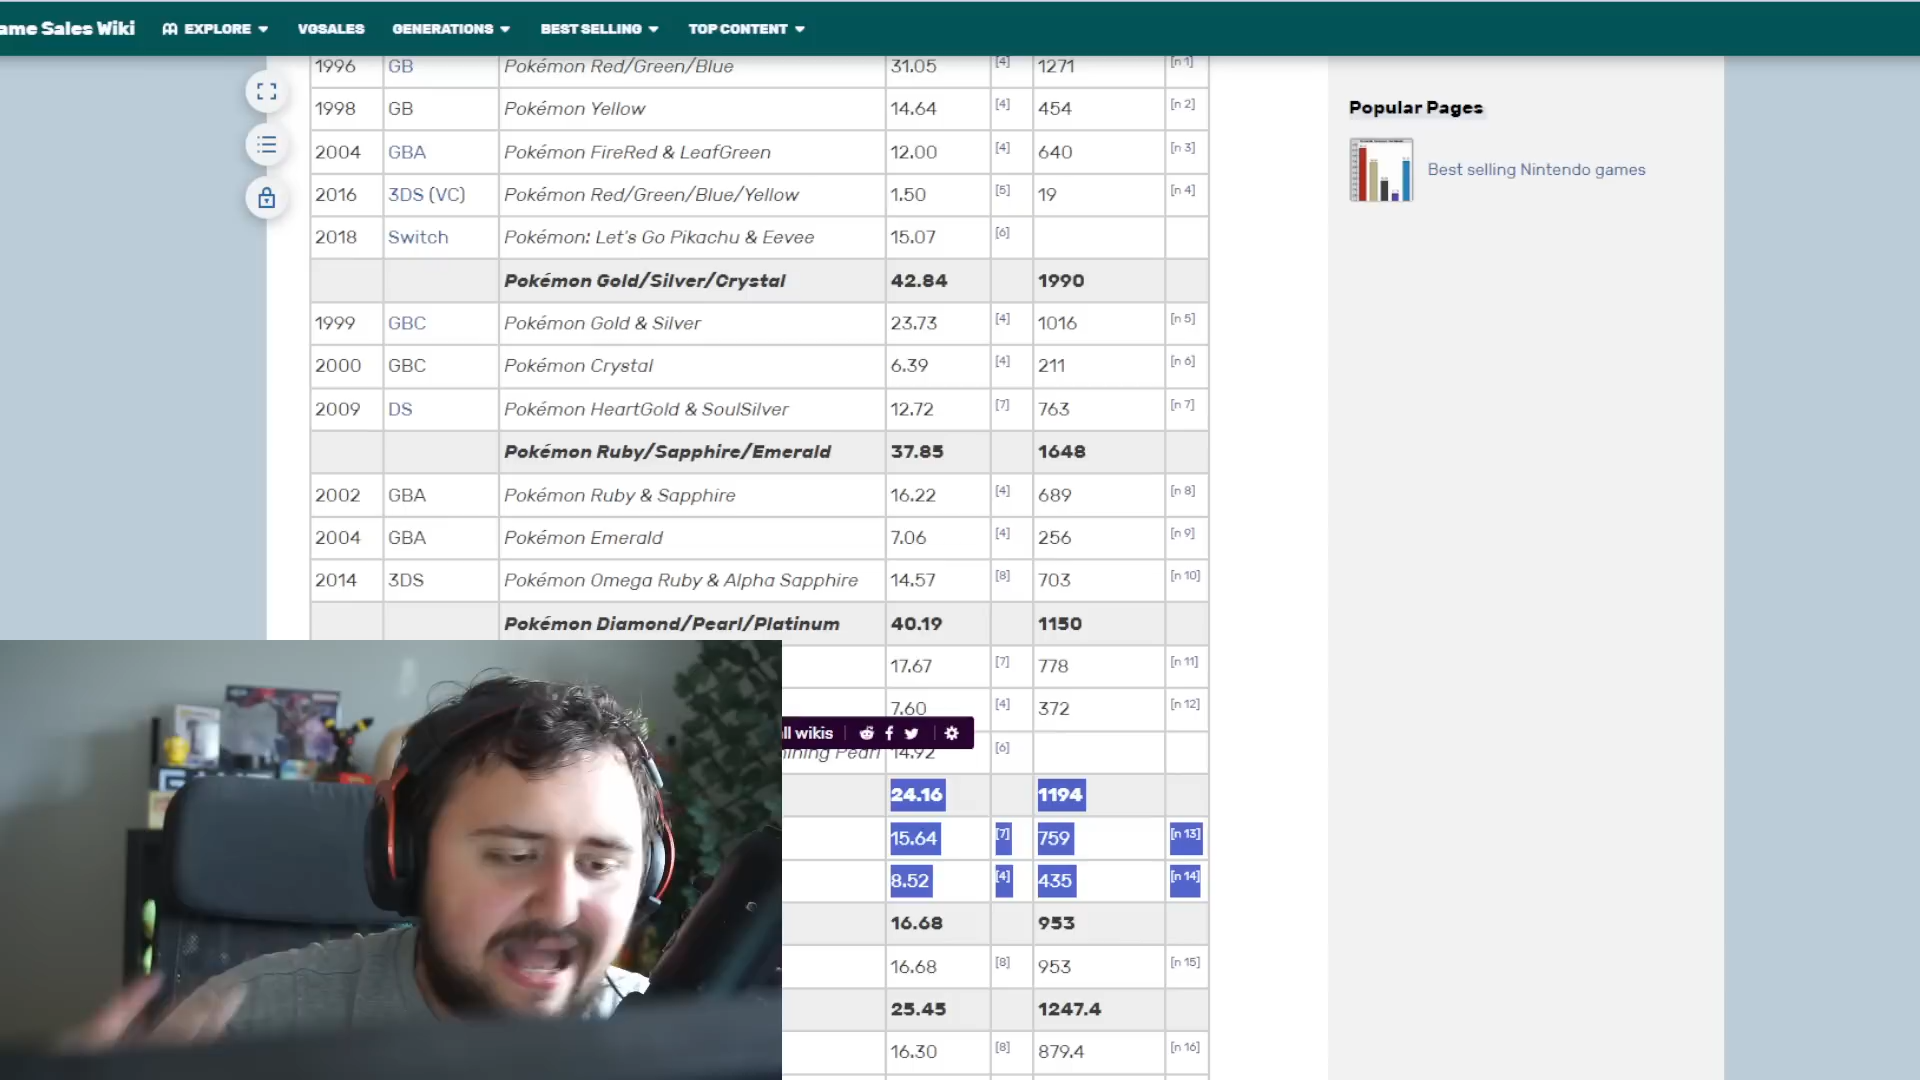 ame Sales Wiki EXPLORE VGSALES GENERATIONS BEST SELLING TOP CONTENT
1996 GB Pokémon Red/Green/Blue 31.05 [4] 1271 [n 1]
1998 GB Pokémon Yellow 14.64 [4] 454 [n 2]
2004 GBA Pokémon FireRed & LeafGreen 12.00 [4] 640 [n 3]
2016 3DS (VC) Pokémon Red/Green/Blue/Yellow 1.50 [5] 19 [n 4]
2018 Switch Pokémon: Let's Go Pikachu & Eevee 15.07 [6]
Pokémon Gold/Silver/Crystal 42.84 1990
1999 GBC Pokémon Gold & Silver 23.73 [4] 1016 [n 5]
2000 GBC Pokémon Crystal 6.39 [4] 211 [n 6]
2009 DS Pokémon HeartGold & SoulSilver 12.72 [7] 763 [n 7]
Pokémon Ruby/Sapphire/Emerald 37.85 1648
2002 GBA Pokémon Ruby & Sapphire 16.22 [4] 689 [n 8]
2004 GBA Pokémon Emerald 7.06 [4] 256 [n 9]
2014 3DS Pokémon Omega Ruby & Alpha Sapphire 14.57 [8] 703 [n 10]
Pokémon Diamond/Pearl/Platinum 40.19 1150
17.67 [7] 778 [n 11]
7.60 [4] 372 [n 12]
ll wikis
ining Pearl 14.92 [6]
24.16 1194
15.64 [7] 759 [n 13]
8.52 [4] 435 [n 14]
16.68 953
16.68 [8] 953 [n 15]
25.45 1247.4
16.30 [8] 879.4 [n 16]
Popular Pages
Best selling Nintendo games